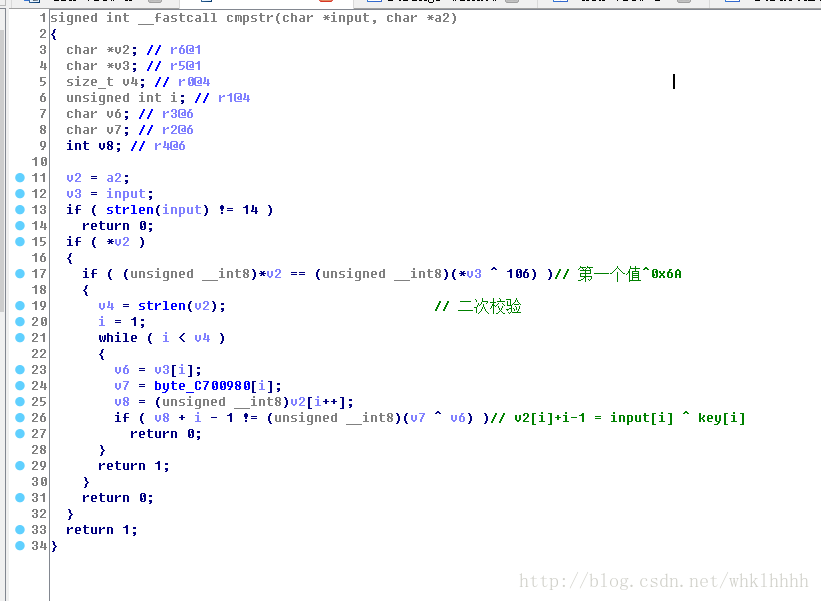 1 signed int __fastcall cmpstr(char *input, char *a2)
2 {
3 char *v2; // r6@1
4 char *v3; // r5@1
5 size_t v4; // r0@4
6 unsigned int i; // r1@4
7 char v6; // r3@6
8 char v7; // r2@6
9 int v8; // r4@6
10
11 v2 = a2;
12 v3 = input;
13 if ( strlen(input) != 14 )
14 return 0;
15 if ( *v2 )
16 {
17 if ( (unsigned __int8)*v2 == (unsigned __int8)(*v3 ^ 106) )// 第一个值^0x6A
18 {
19 v4 = strlen(v2); // 二次校验
20 i = 1;
21 while ( i < v4 )
22 {
23 v6 = v3[i];
24 v7 = byte_C700980[i];
25 v8 = (unsigned __int8)v2[i++];
26 if ( v8 + i - 1 != (unsigned __int8)(v7 ^ v6) )// v2[i]+i-1 = input[i] ^ key[i]
27 return 0;
28 }
29 return 1;
30 }
31 return 0;
32 }
33 return 1;
34 }
http://blog.csdn.net/whklhhhh